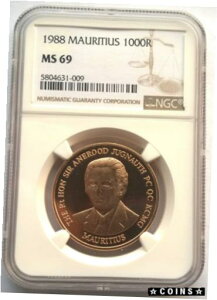 1988 MAURITIUS 1000R
MS 69
5804631-009
NUMISMATIC GUARANTY CORPORATION
NGC
THE Rt HON SIR ANEROOD JUGNAUTH PC QC KCMG
MAURITIUS
★ COINS ★